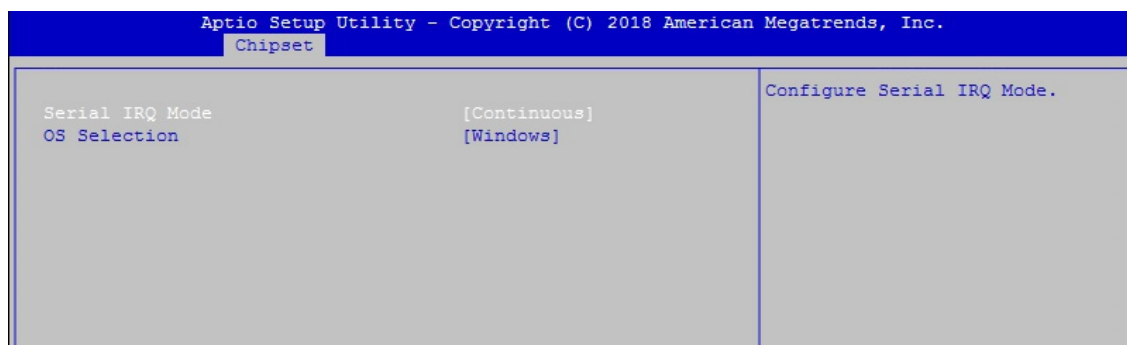 Aptio Setup Utility - Copyright (C) 2018 American Megatrends, Inc.
Chipset
Configure Serial IRQ Mode.
Serial IRQ Mode [Continuous]
OS Selection [Windows]